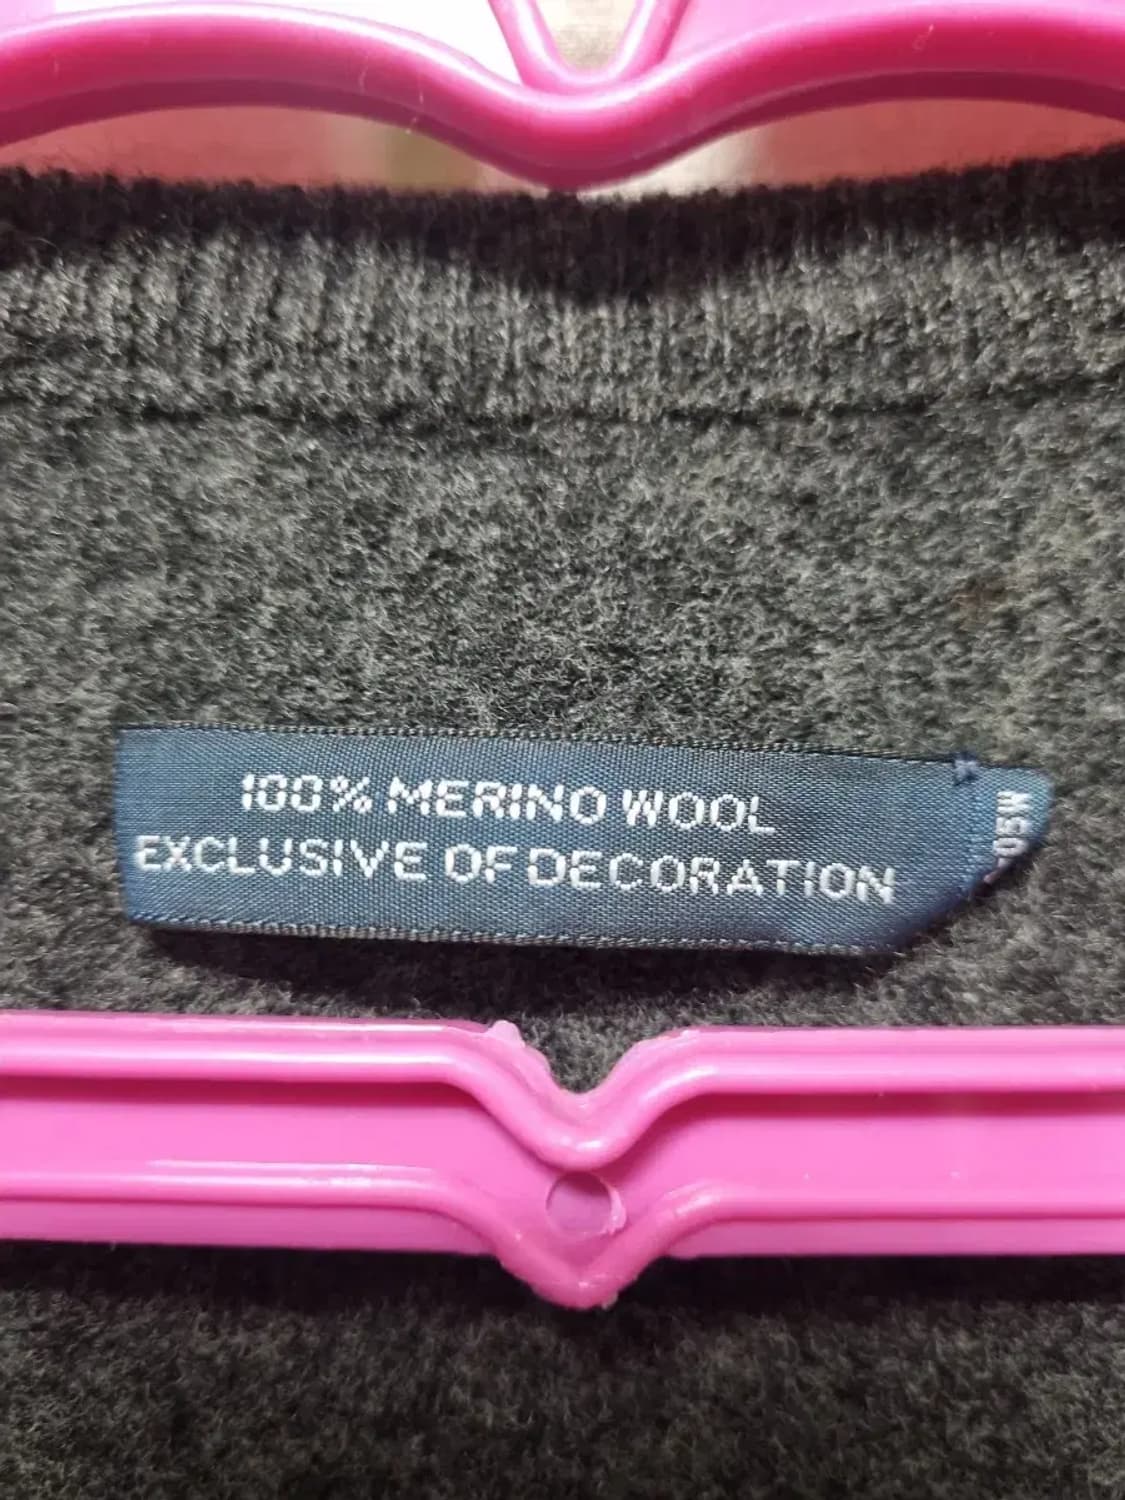 100% MERINO WOOL
EXCLUSIVE OF DECORATION